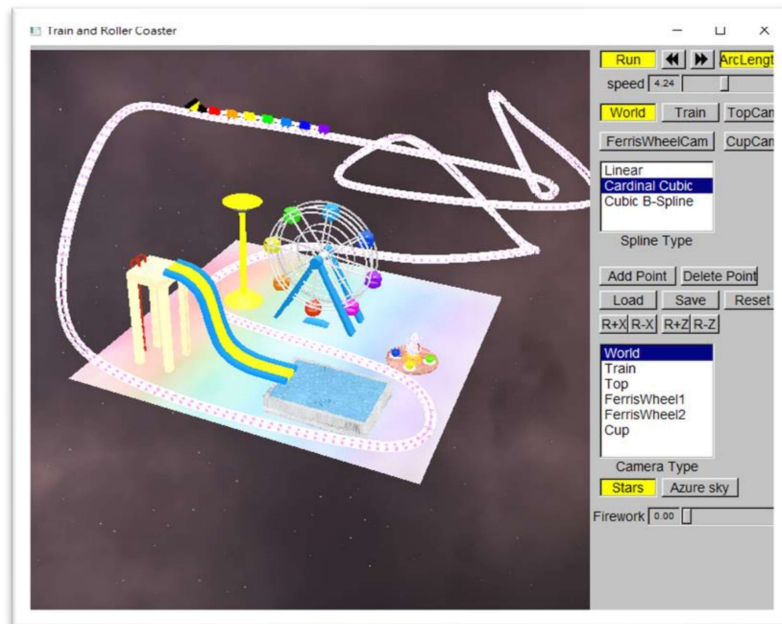 Train and Roller Coaster
Run ArcLengt
speed 4.24
World Train TopCam
FerrisWheelCam CupCam
Linear
Cardinal Cubic
Cubic B-Spline
Spline Type
Add Point Delete Point
Load Save Reset
R+X R-X R+Z R-Z
World
Train
Top
FerrisWheel1
FerrisWheel2
Cup
Camera Type
Stars Azure sky
Firework 0.00